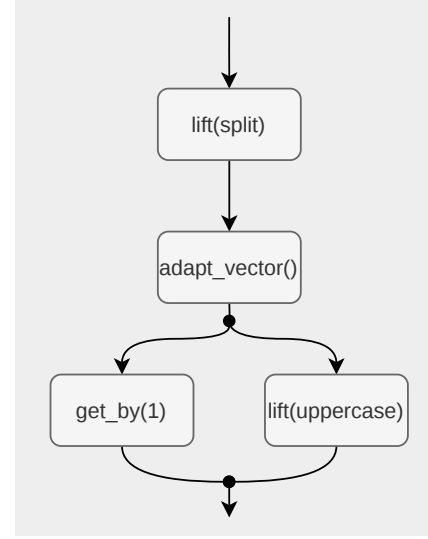 lift(split)
adapt_vector()
get_by(1)
lift(uppercase)